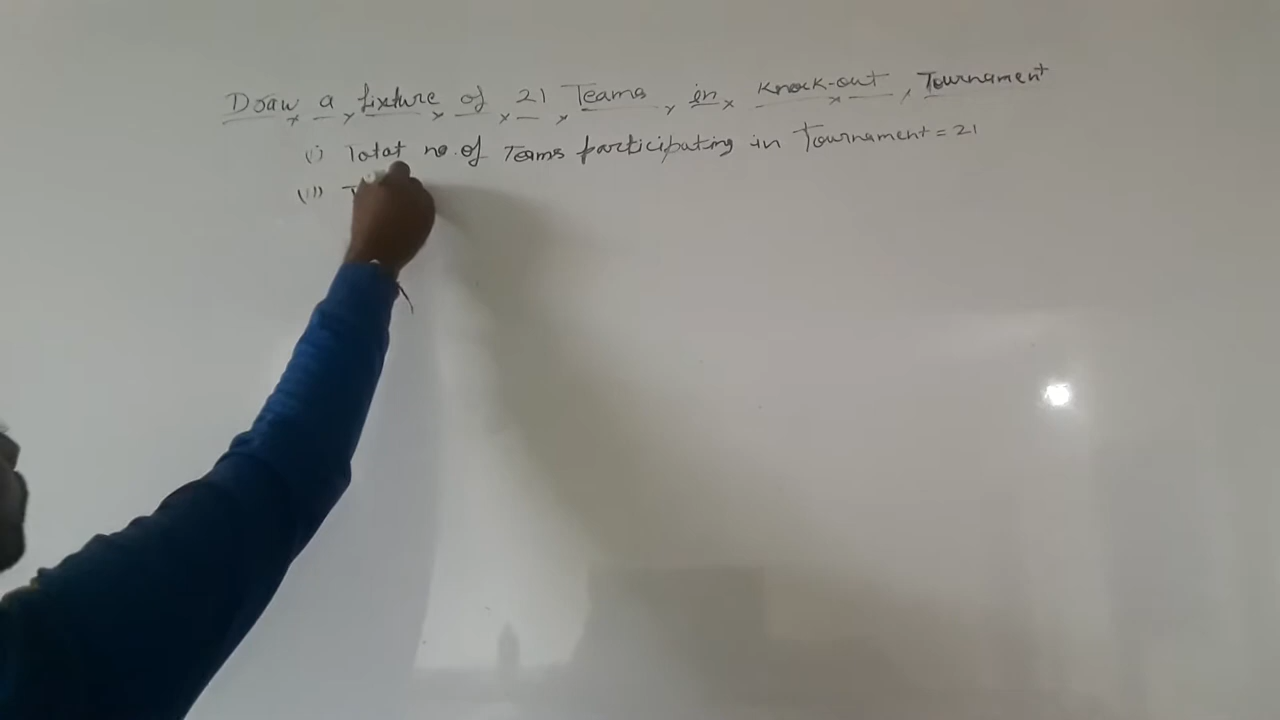 Draw a fixture of 21 Teams in Knock-out Tournament
(i) Total no. of Teams participating in Tournament = 21
(ii) T